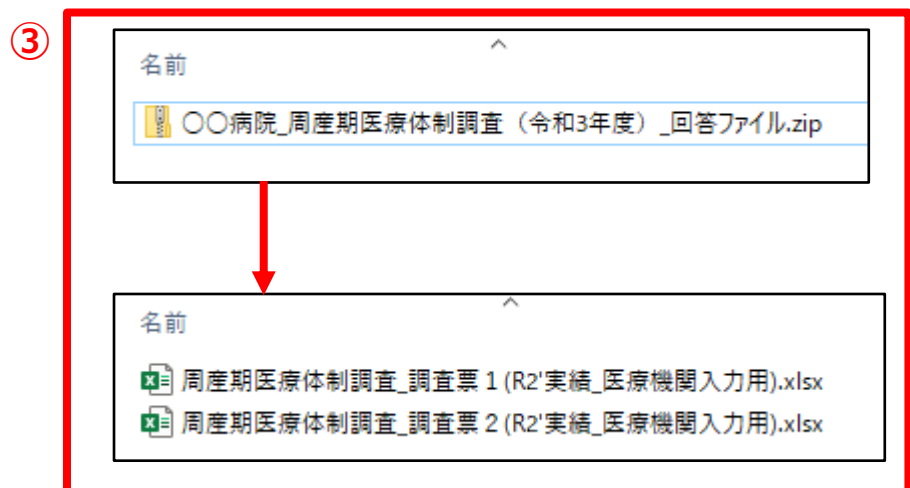 ③
名前
〇〇病院_周産期医療体制調査（令和3年度）_回答ファイル.zip
名前
周産期医療体制調査_調査票１(R2'実績_医療機関入力用).xlsx
周産期医療体制調査_調査票２(R2'実績_医療機関入力用).xlsx